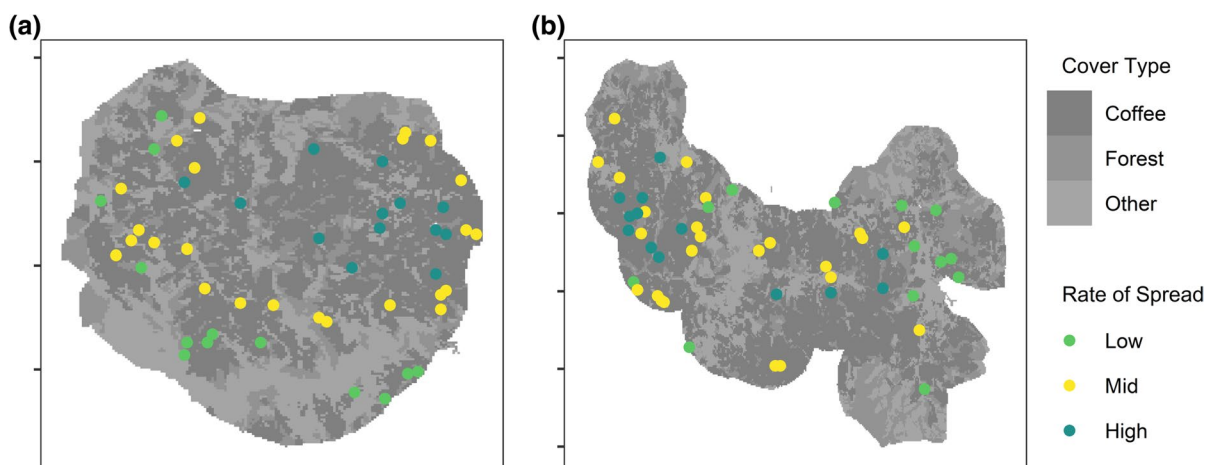 (a)
(b)
Cover Type
Coffee
Forest
Other
Rate of Spread
Low
Mid
High